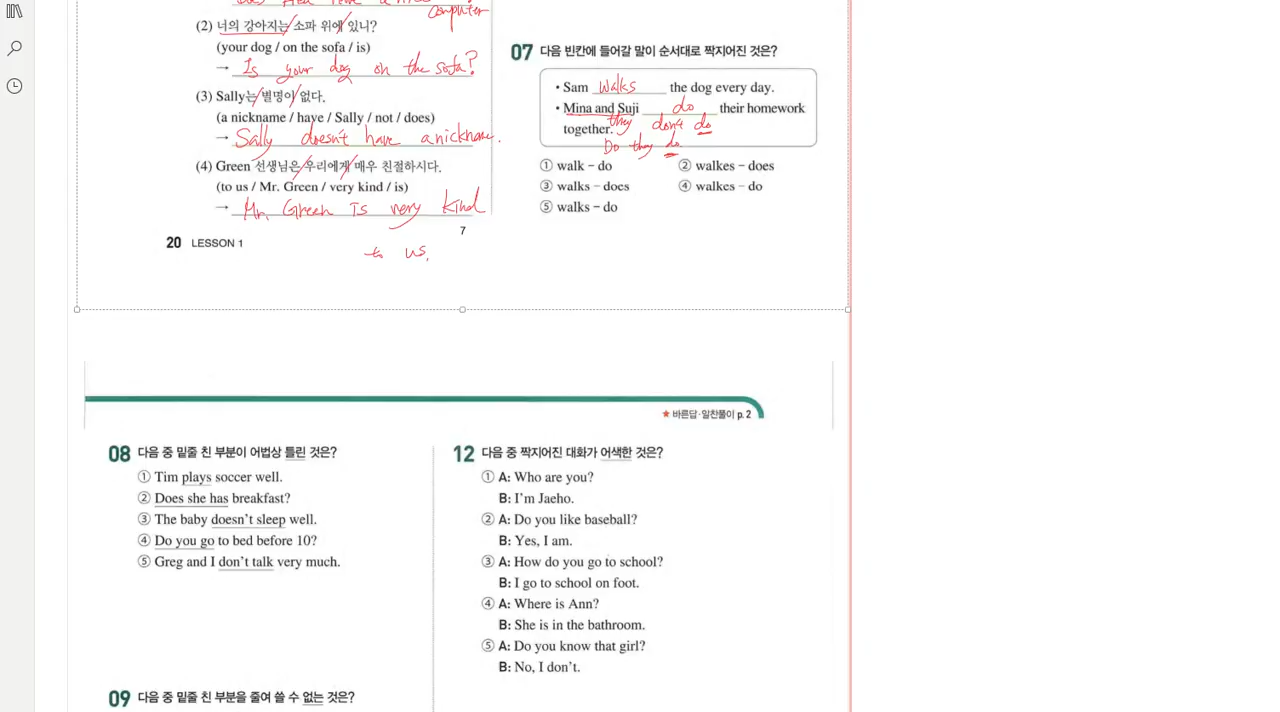 computer
(2) 너의 강아지는 소파 위에 있니?
(your dog / on the sofa / is)
→ Is your dog on the sofa?
(3) Sally는 별명이 없다.
(a nickname / have / Sally / not / does)
→ Sally doesn't have a nickname.
(4) Green 선생님은 우리에게 매우 친절하시다.
(to us / Mr. Green / very kind / is)
→ Mr. Green is very kind
to us.
7
20 LESSON 1
07 다음 빈칸에 들어갈 말이 순서대로 짝지어진 것은?
• Sam walks the dog every day.
• Mina and Suji do their homework
together. they don't do
Do they do
① walk – do
② walkes – does
③ walks – does
④ walkes – do
⑤ walks – do
★ 바른답·알찬풀이 p. 2
08 다음 중 밑줄 친 부분이 어법상 틀린 것은?
① Tim plays soccer well.
② Does she has breakfast?
③ The baby doesn't sleep well.
④ Do you go to bed before 10?
⑤ Greg and I don't talk very much.
09 다음 중 밑줄 친 부분을 줄여 쓸 수 없는 것은?
12 다음 중 짝지어진 대화가 어색한 것은?
① A: Who are you?
B: I'm Jaeho.
② A: Do you like baseball?
B: Yes, I am.
③ A: How do you go to school?
B: I go to school on foot.
④ A: Where is Ann?
B: She is in the bathroom.
⑤ A: Do you know that girl?
B: No, I don't.